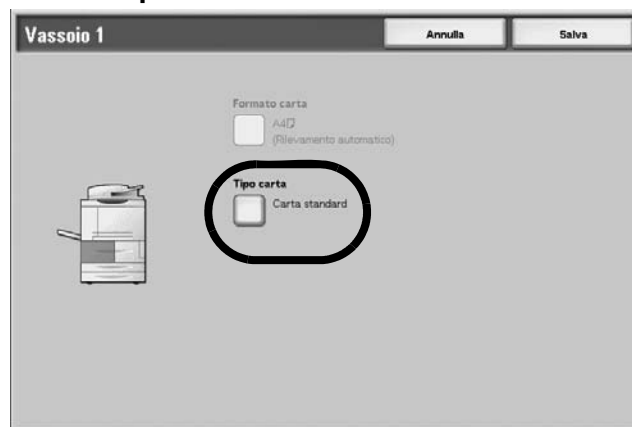 Vassoio 1
Annulla
Salva
Formato carta
A4
(Rilevamento automatico)
Tipo carta
Carta standard